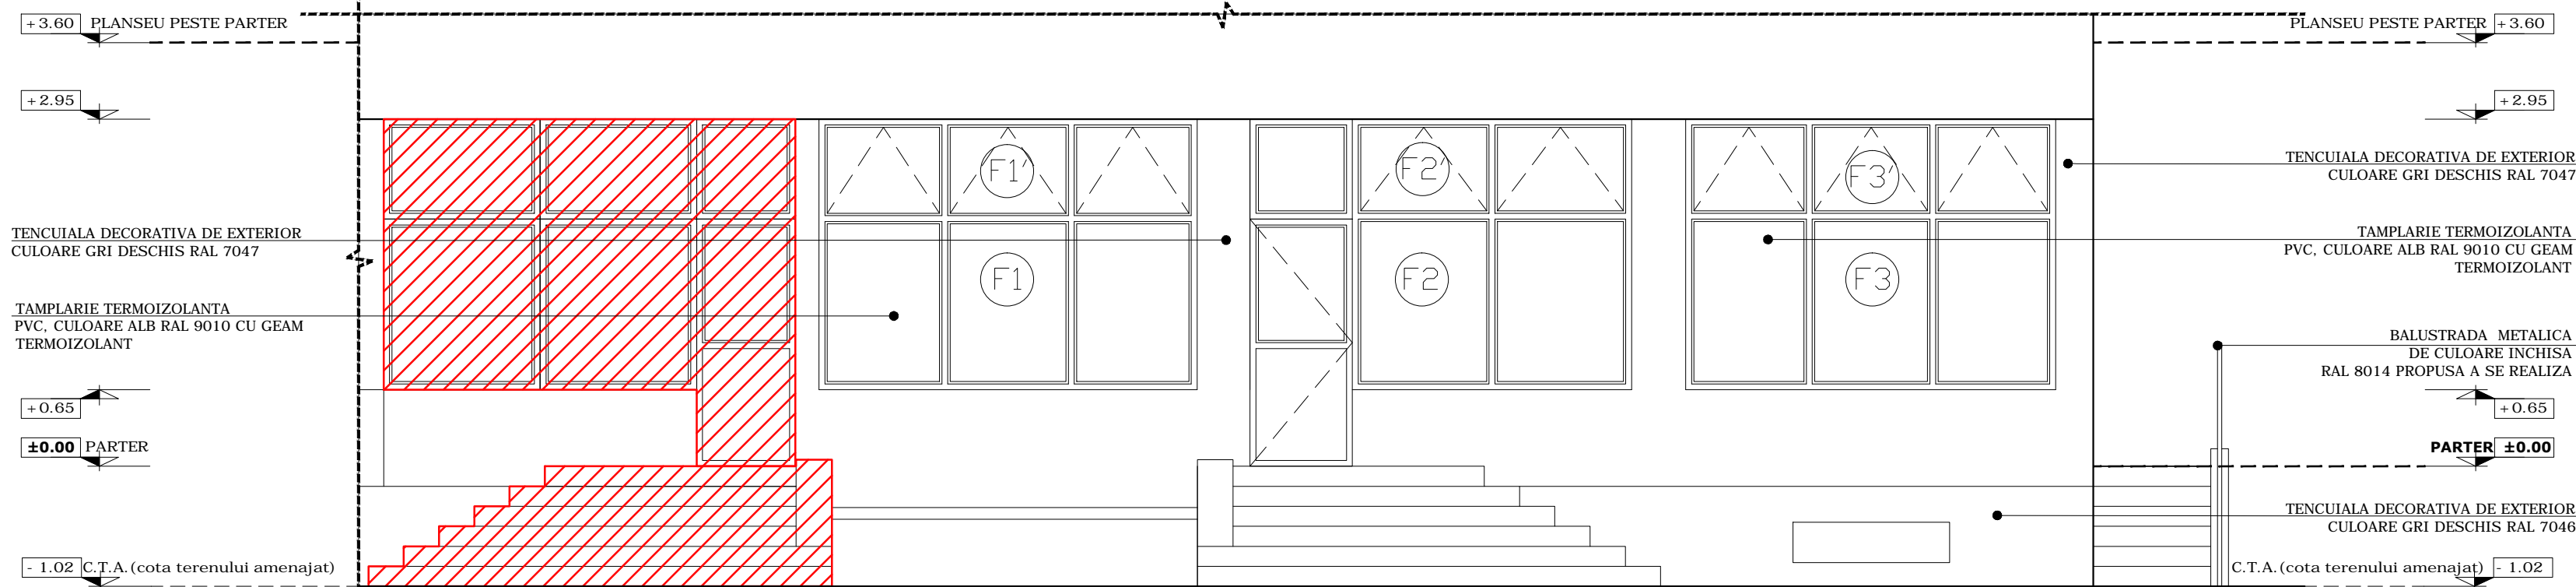 +3.60 PLANSEU PESTE PARTER
PLANSEU PESTE PARTER +3.60
+2.95
+2.95
TENCUIALA DECORATIVA DE EXTERIOR
CULOARE GRI DESCHIS RAL 7047
F1'
F2'
F3'
TENCUIALA DECORATIVA DE EXTERIOR
CULOARE GRI DESCHIS RAL 7047
TAMPLARIE TERMOIZOLANTA
PVC, CULOARE ALB RAL 9010 CU GEAM
TERMOIZOLANT
F1
F2
F3
TAMPLARIE TERMOIZOLANTA
PVC, CULOARE ALB RAL 9010 CU GEAM
TERMOIZOLANT
BALUSTRADA METALICA
DE CULOARE INCHISA
RAL 8014 PROPUSA A SE REALIZA
+0.65
+0.65
±0.00 PARTER
PARTER ±0.00
TENCUIALA DECORATIVA DE EXTERIOR
CULOARE GRI DESCHIS RAL 7046
- 1.02 C.T.A.(cota terenului amenajat)
C.T.A.(cota terenului amenajat) - 1.02